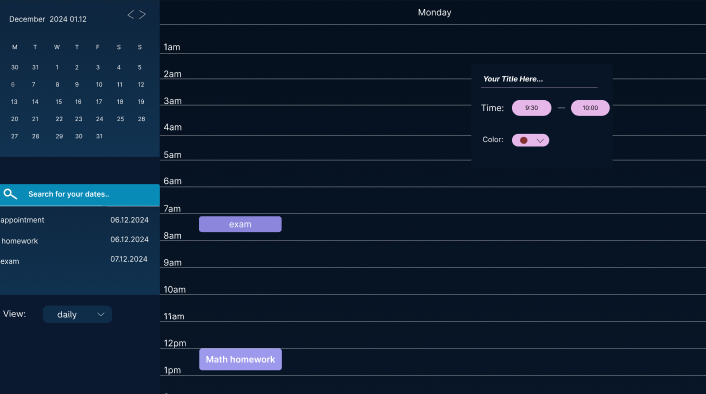 December 2024 01.12
M T W T F S S
30 31 1 2 3 4 5
6 7 8 9 10 11 12
13 14 15 16 17 18 19
20 21 22 23 24 25 26
27 28 29 30 31
Search for your dates..
appointment 06.12.2024
homework 06.12.2024
exam 07.12.2024
View: daily
Monday
1am
2am
3am
4am
5am
6am
7am
exam
8am
9am
10am
11am
12pm
Math homework
1pm
Your Title Here...
Time: 9:30 — 10:00
Color: